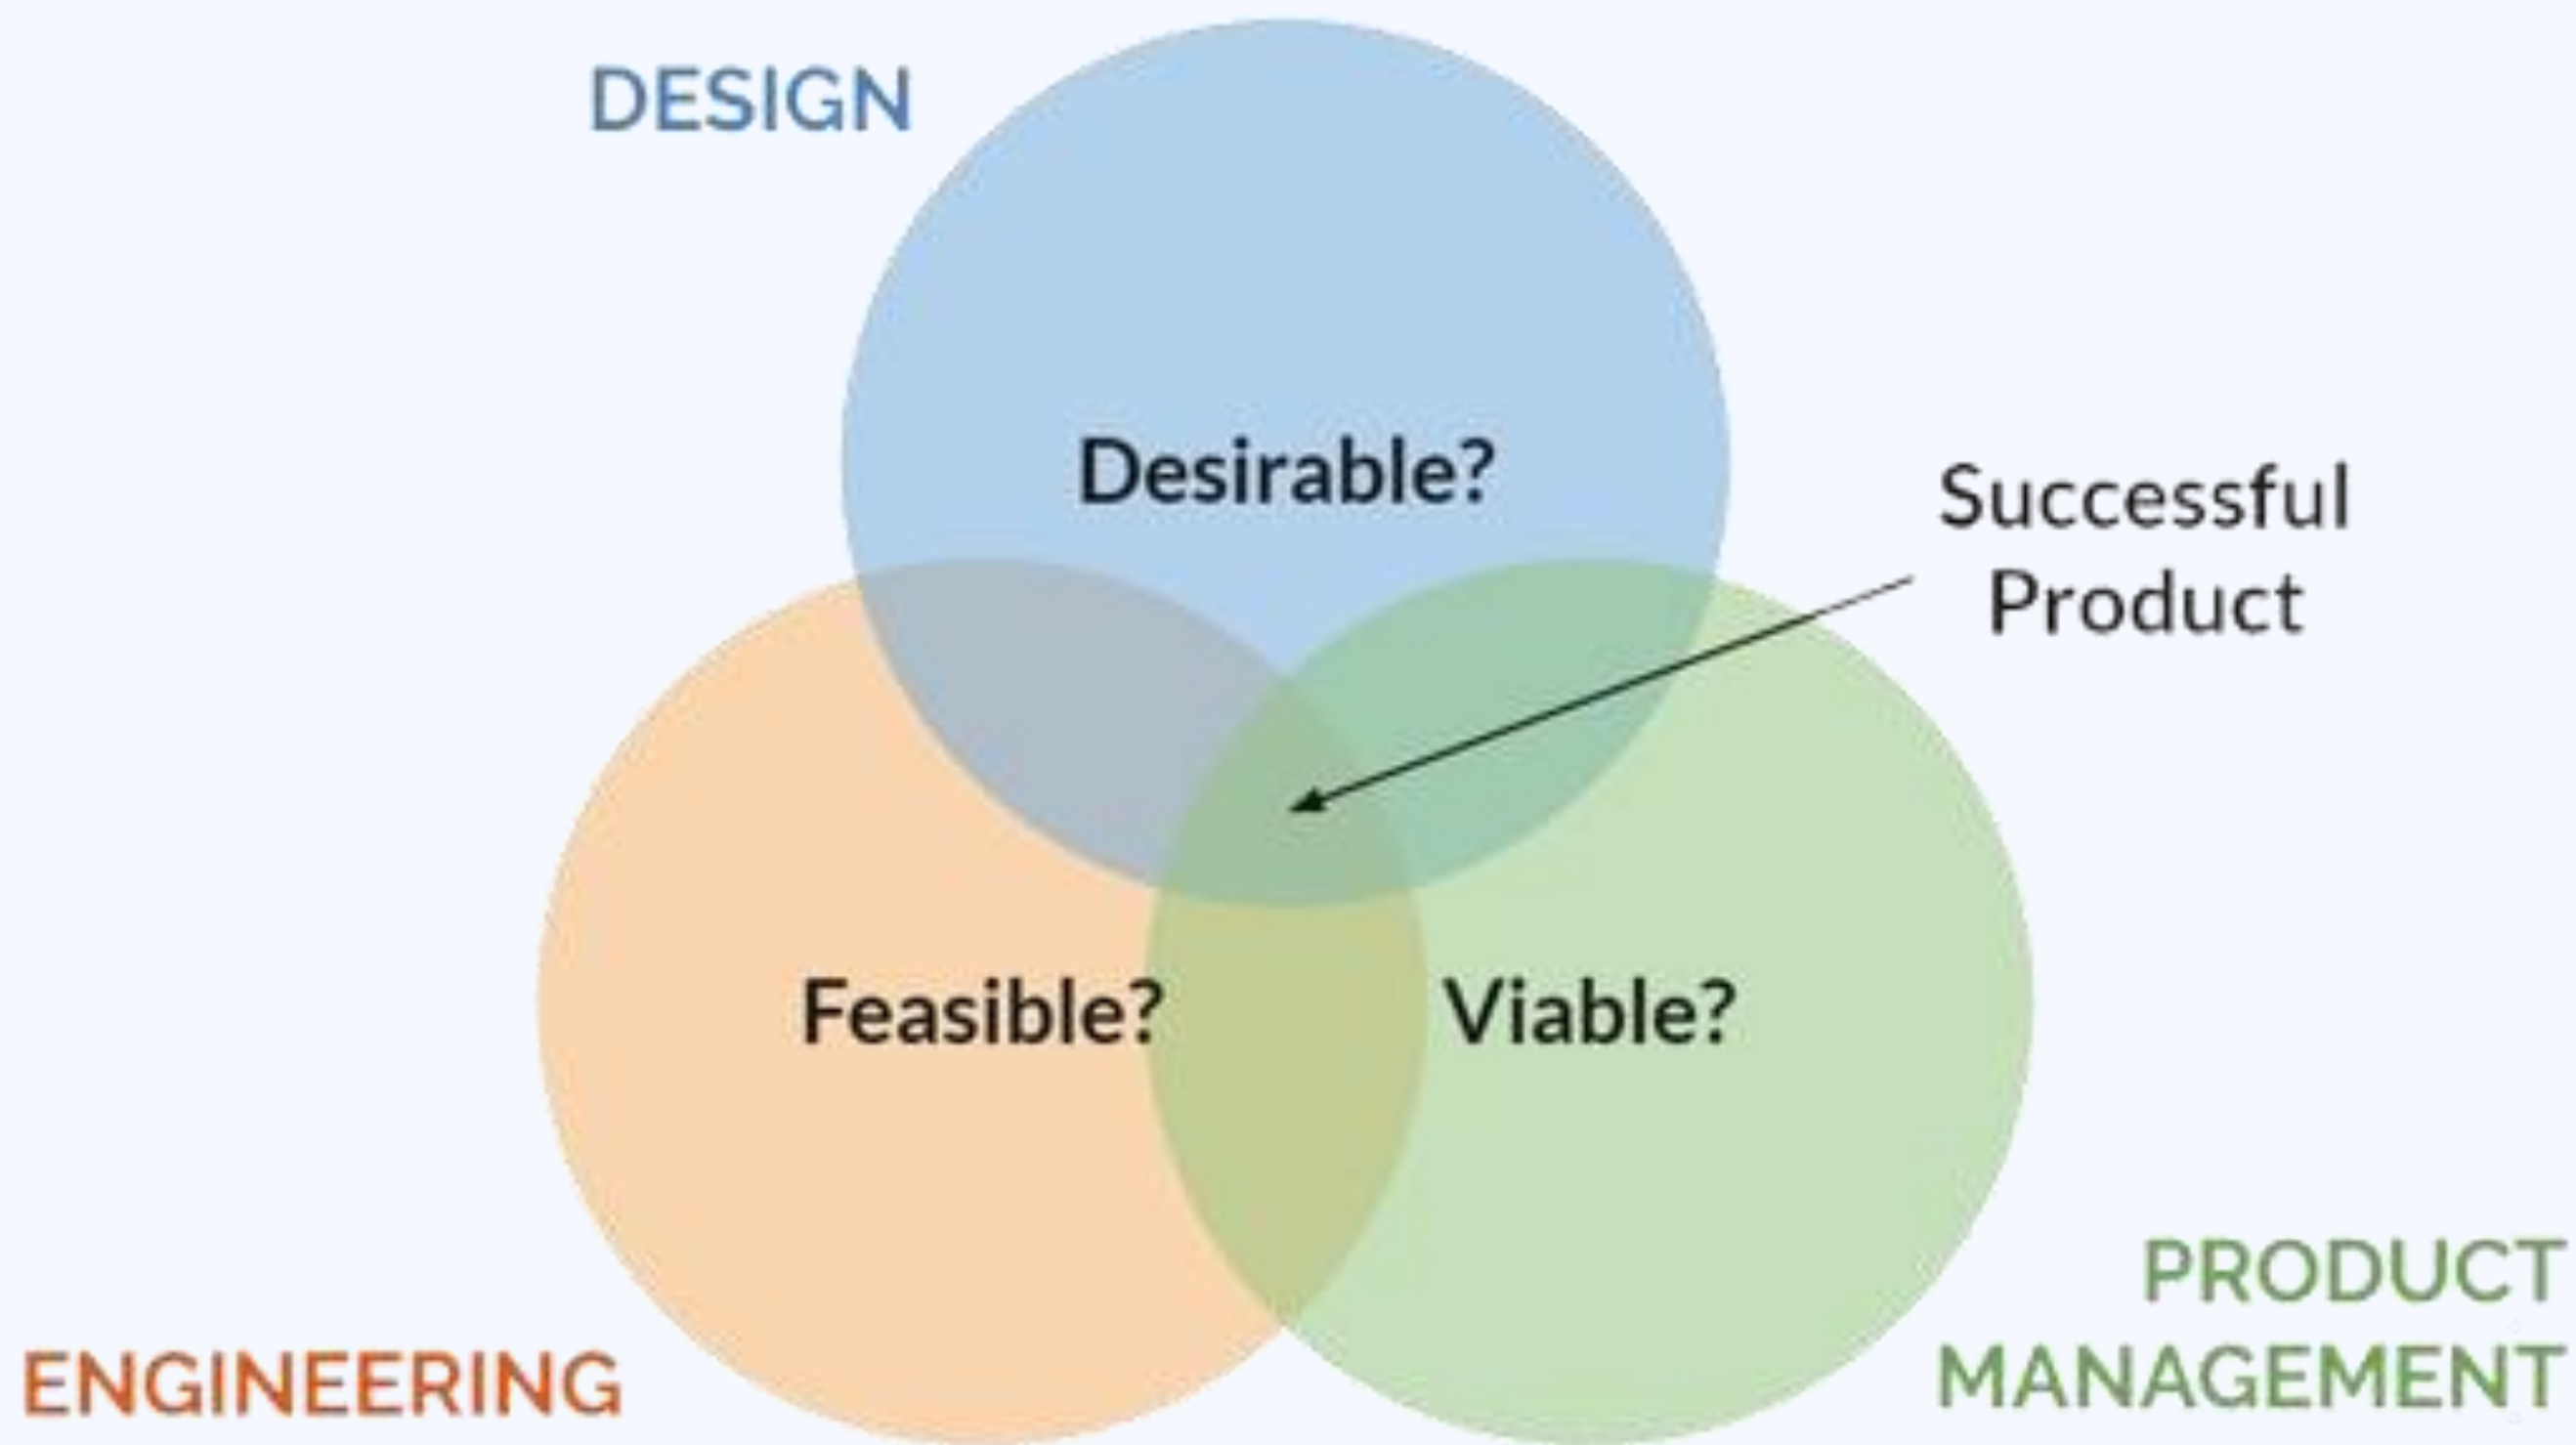 DESIGN
Desirable?
Successful
Product
Feasible?
Viable?
PRODUCT
MANAGEMENT
ENGINEERING